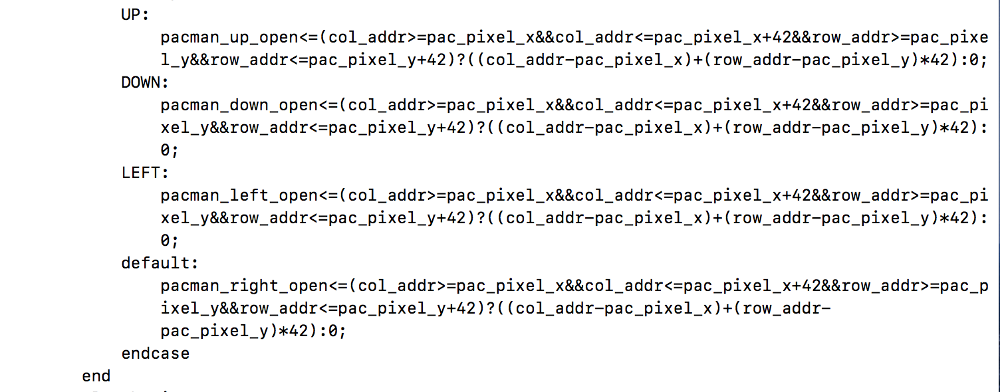 UP:
pacman_up_open<=(col_addr>=pac_pixel_x&&col_addr<=pac_pixel_x+42&&row_addr>=pac_pixe
l_y&&row_addr<=pac_pixel_y+42)?((col_addr-pac_pixel_x)+(row_addr-pac_pixel_y)*42):0;
DOWN:
pacman_down_open<=(col_addr>=pac_pixel_x&&col_addr<=pac_pixel_x+42&&row_addr>=pac_pi
xel_y&&row_addr<=pac_pixel_y+42)?((col_addr-pac_pixel_x)+(row_addr-pac_pixel_y)*42):
0;
LEFT:
pacman_left_open<=(col_addr>=pac_pixel_x&&col_addr<=pac_pixel_x+42&&row_addr>=pac_pi
xel_y&&row_addr<=pac_pixel_y+42)?((col_addr-pac_pixel_x)+(row_addr-pac_pixel_y)*42):
0;
default:
pacman_right_open<=(col_addr>=pac_pixel_x&&col_addr<=pac_pixel_x+42&&row_addr>=pac_p
ixel_y&&row_addr<=pac_pixel_y+42)?((col_addr-pac_pixel_x)+(row_addr-
pac_pixel_y)*42):0;
endcase
end